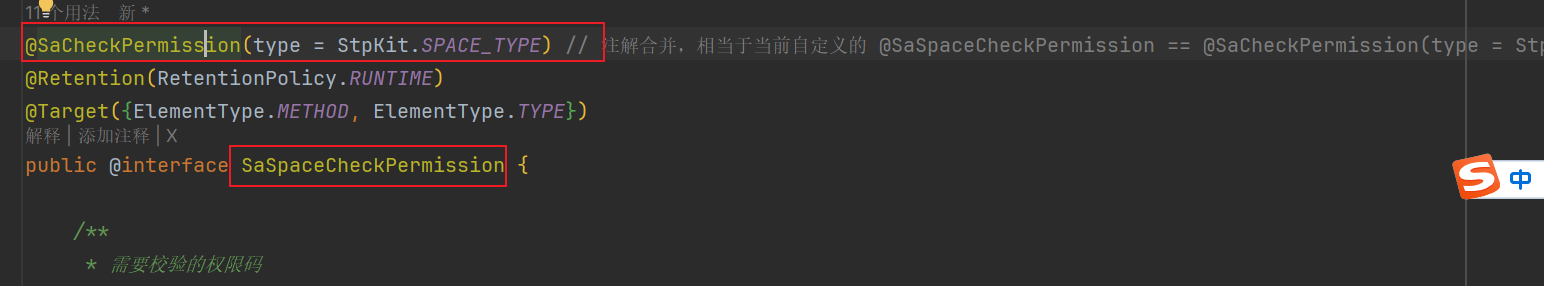 11个用法 新 *
@SaCheckPermission(type = StpKit.SPACE_TYPE) // 注解合并，相当于当前自定义的 @SaSpaceCheckPermission == @SaCheckPermission(type = Stp
@Retention(RetentionPolicy.RUNTIME)
@Target({ElementType.METHOD, ElementType.TYPE})
解释 | 添加注释 | X
public @interface SaSpaceCheckPermission {
/**
* 需要校验的权限码
S 中